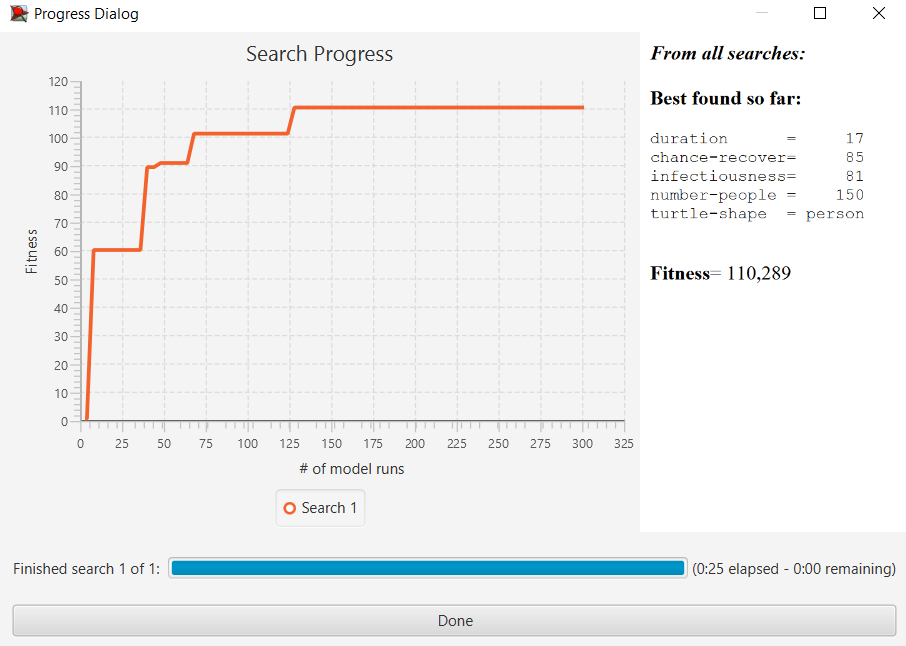 Progress Dialog
Search Progress
120
110
100
90
80
70
60
50
40
30
20
10
0
Fitness
0 25 50 75 100 125 150 175 200 225 250 275 300 325
# of model runs
Search 1
From all searches:
Best found so far:
duration = 17
chance-recover= 85
infectiousness= 81
number-people = 150
turtle-shape = person
Fitness= 110,289
Finished search 1 of 1: (0:25 elapsed - 0:00 remaining)
Done